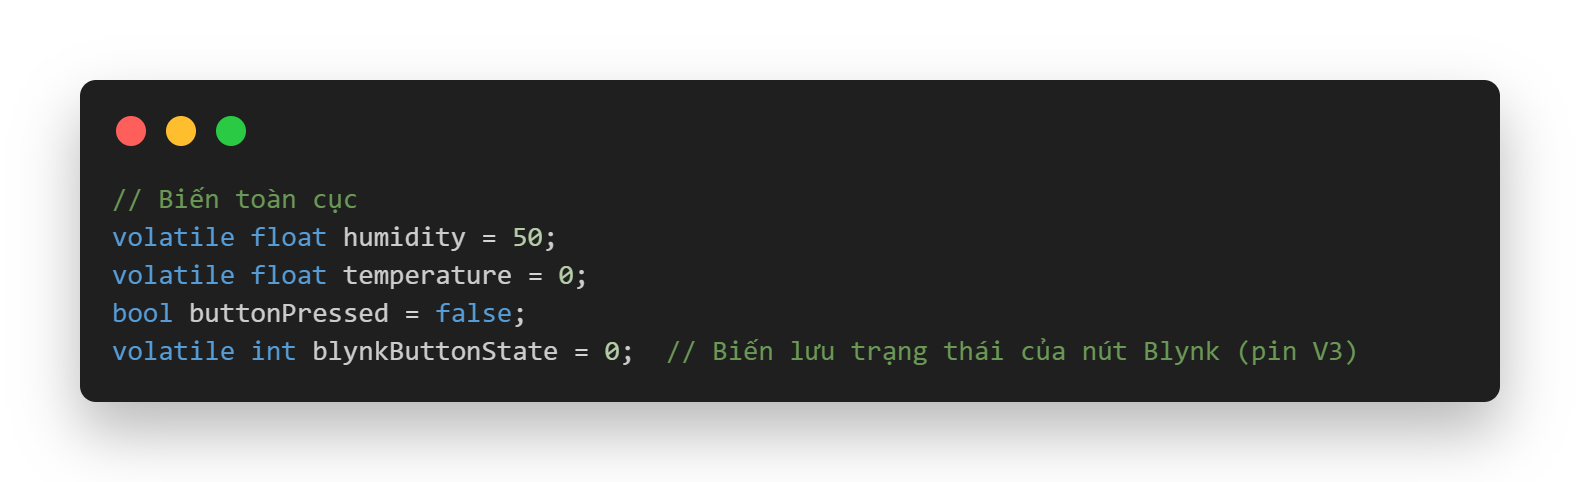 // Biến toàn cục
volatile float humidity = 50;
volatile float temperature = 0;
bool buttonPressed = false;
volatile int blynkButtonState = 0;  // Biến lưu trạng thái của nút Blynk (pin V3)